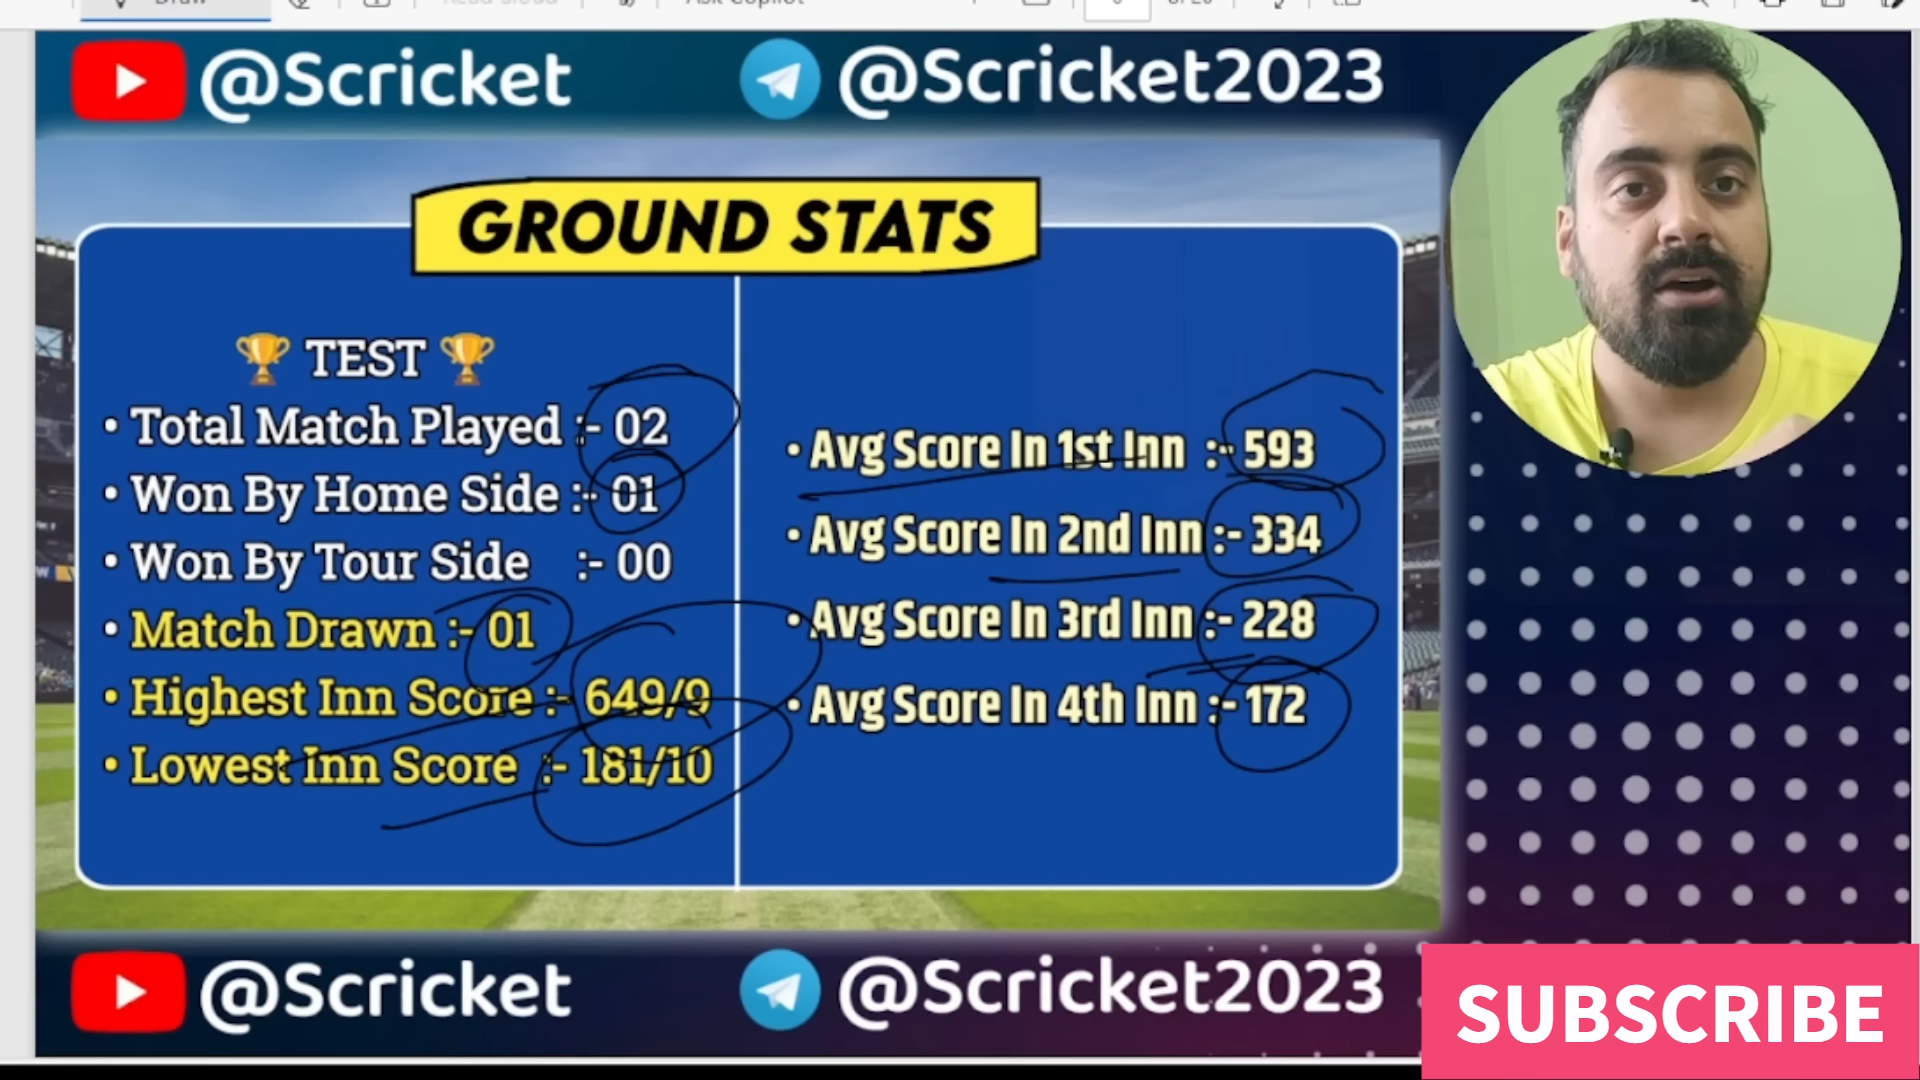 Ask Copilot
@Scricket
@Scricket2023
GROUND STATS
🏆 TEST 🏆
• Total Match Played :- 02
• Won By Home Side :- 01
• Won By Tour Side :- 00
• Match Drawn :- 01
• Highest Inn Score :- 649/9
• Lowest Inn Score :- 181/10
• Avg Score In 1st Inn :- 593
• Avg Score In 2nd Inn :- 334
• Avg Score In 3rd Inn :- 228
• Avg Score In 4th Inn :- 172
@Scricket
@Scricket2023
SUBSCRIBE